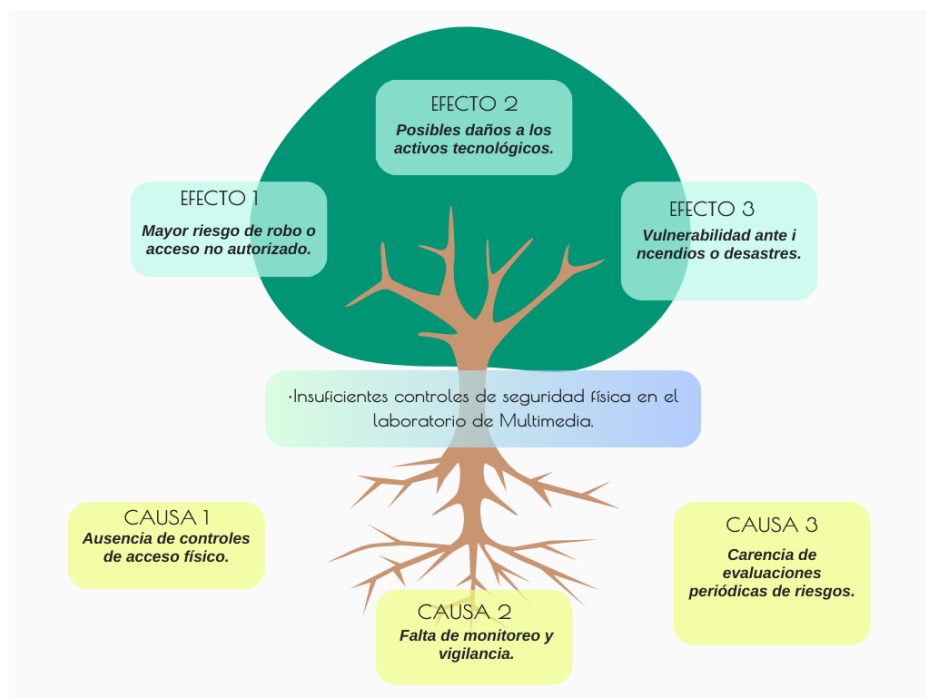 EFECTO 2
Posibles daños a los
activos tecnológicos.
EFECTO 1
Mayor riesgo de robo o
acceso no autorizado.
EFECTO 3
Vulnerabilidad ante i
ncendios o desastres.
·Insuficientes controles de seguridad física en el
laboratorio de Multimedia.
CAUSA 1
Ausencia de controles
de acceso físico.
CAUSA 2
Falta de monitoreo y
vigilancia.
CAUSA 3
Carencia de
evaluaciones
periódicas de riesgos.